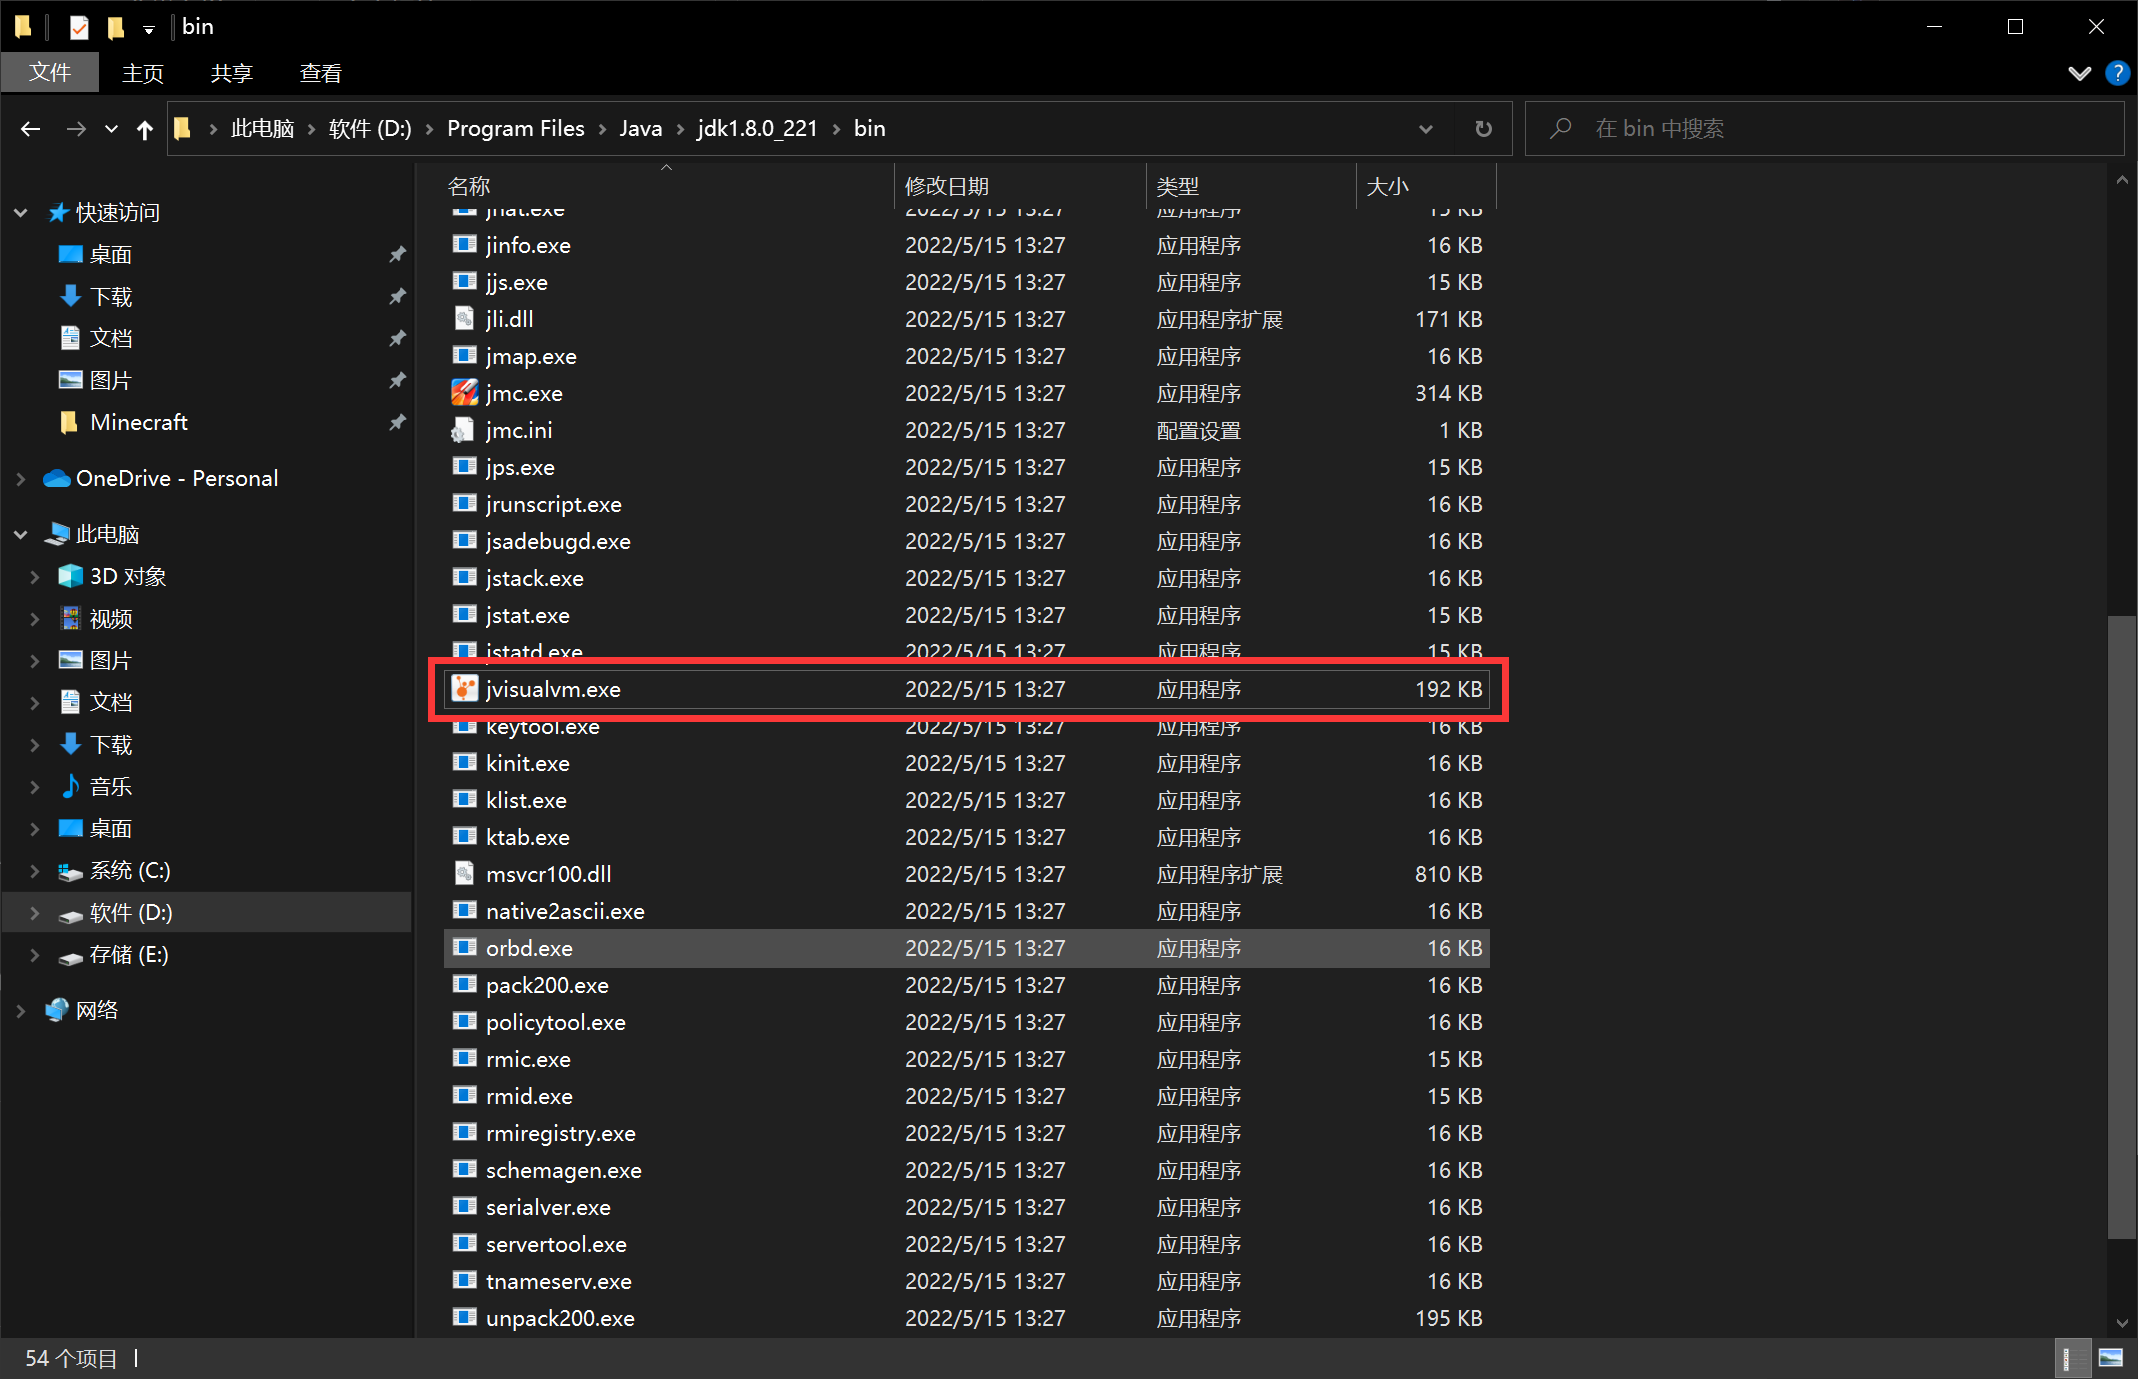 bin
文件 主页 共享 查看
此电脑 软件 (D:) Program Files Java jdk1.8.0_221 bin 在 bin 中搜索
名称 修改日期 类型 大小
快速访问
桌面
下载
文档
图片
Minecraft
OneDrive - Personal
此电脑
3D 对象
视频
图片
文档
下载
音乐
桌面
系统 (C:)
软件 (D:)
存储 (E:)
网络
jhat.exe 2022/5/15 13:27 应用程序 15 KB
jinfo.exe 2022/5/15 13:27 应用程序 16 KB
jjs.exe 2022/5/15 13:27 应用程序 15 KB
jli.dll 2022/5/15 13:27 应用程序扩展 171 KB
jmap.exe 2022/5/15 13:27 应用程序 16 KB
jmc.exe 2022/5/15 13:27 应用程序 314 KB
jmc.ini 2022/5/15 13:27 配置设置 1 KB
jps.exe 2022/5/15 13:27 应用程序 15 KB
jrunscript.exe 2022/5/15 13:27 应用程序 16 KB
jsadebugd.exe 2022/5/15 13:27 应用程序 16 KB
jstack.exe 2022/5/15 13:27 应用程序 16 KB
jstat.exe 2022/5/15 13:27 应用程序 15 KB
jstatd.exe 2022/5/15 13:27 应用程序 15 KB
jvisualvm.exe 2022/5/15 13:27 应用程序 192 KB
keytool.exe 2022/5/15 13:27 应用程序 16 KB
kinit.exe 2022/5/15 13:27 应用程序 16 KB
klist.exe 2022/5/15 13:27 应用程序 16 KB
ktab.exe 2022/5/15 13:27 应用程序 16 KB
msvcr100.dll 2022/5/15 13:27 应用程序扩展 810 KB
native2ascii.exe 2022/5/15 13:27 应用程序 16 KB
orbd.exe 2022/5/15 13:27 应用程序 16 KB
pack200.exe 2022/5/15 13:27 应用程序 16 KB
policytool.exe 2022/5/15 13:27 应用程序 16 KB
rmic.exe 2022/5/15 13:27 应用程序 15 KB
rmid.exe 2022/5/15 13:27 应用程序 15 KB
rmiregistry.exe 2022/5/15 13:27 应用程序 16 KB
schemagen.exe 2022/5/15 13:27 应用程序 16 KB
serialver.exe 2022/5/15 13:27 应用程序 16 KB
servertool.exe 2022/5/15 13:27 应用程序 16 KB
tnameserv.exe 2022/5/15 13:27 应用程序 16 KB
unpack200.exe 2022/5/15 13:27 应用程序 195 KB
54 个项目